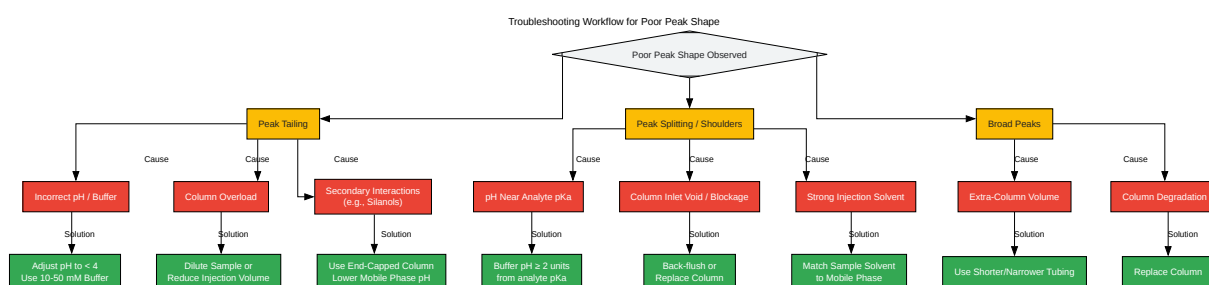 Troubleshooting Workflow for Poor Peak Shape
Poor Peak Shape Observed
Peak Tailing
Peak Splitting / Shoulders
Broad Peaks
Cause
Cause
Cause
Cause
Cause
Cause
Cause
Cause
Incorrect pH / Buffer
Column Overload
Secondary Interactions
(e.g., Silanols)
pH Near Analyte pKa
Column Inlet Void / Blockage
Strong Injection Solvent
Extra-Column Volume
Column Degradation
Solution
Solution
Solution
Solution
Solution
Solution
Solution
Solution
Adjust pH to < 4
Use 10-50 mM Buffer
Dilute Sample or
Reduce Injection Volume
Use End-Capped Column
Lower Mobile Phase pH
Buffer pH ≥ 2 units
from analyte pKa
Back-flush or
Replace Column
Match Sample Solvent
to Mobile Phase
Use Shorter/Narrower Tubing
Replace Column